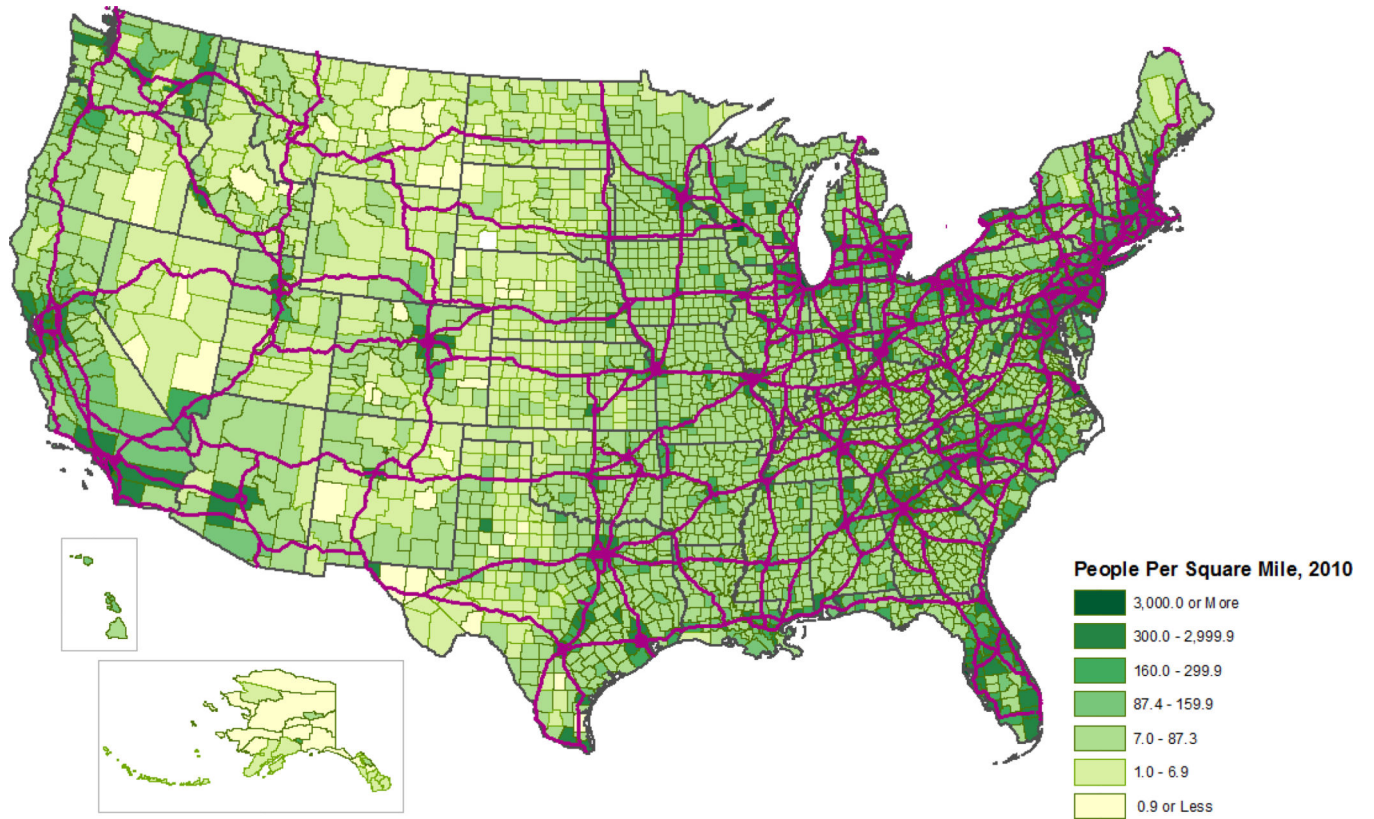 People Per Square Mile, 2010
3,000.0 or More
300.0 - 2,999.9
160.0 - 299.9
87.4 - 159.9
7.0 - 87.3
1.0 - 6.9
0.9 or Less